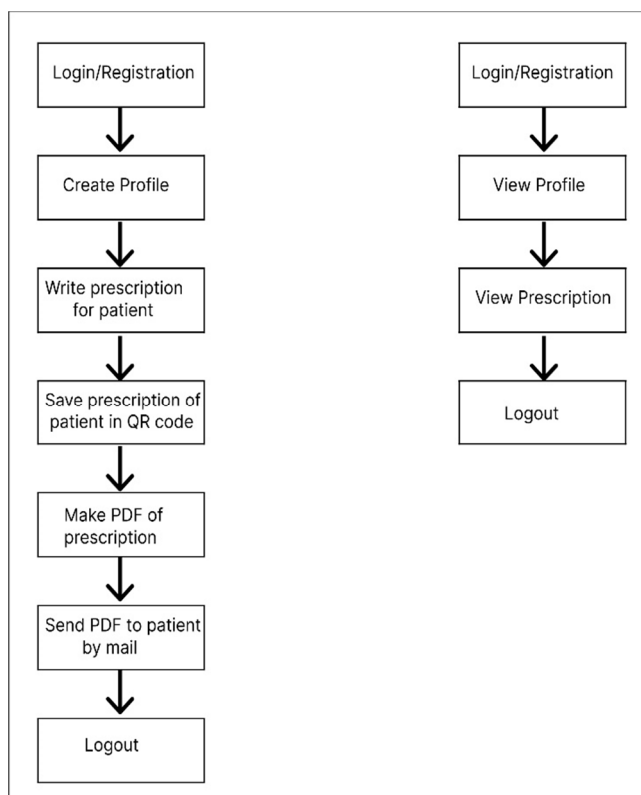 Login/Registration
Create Profile
Write prescription
for patient
Save prescription of
patient in QR code
Make PDF of
prescription
Send PDF to patient
by mail
Logout
Login/Registration
View Profile
View Prescription
Logout